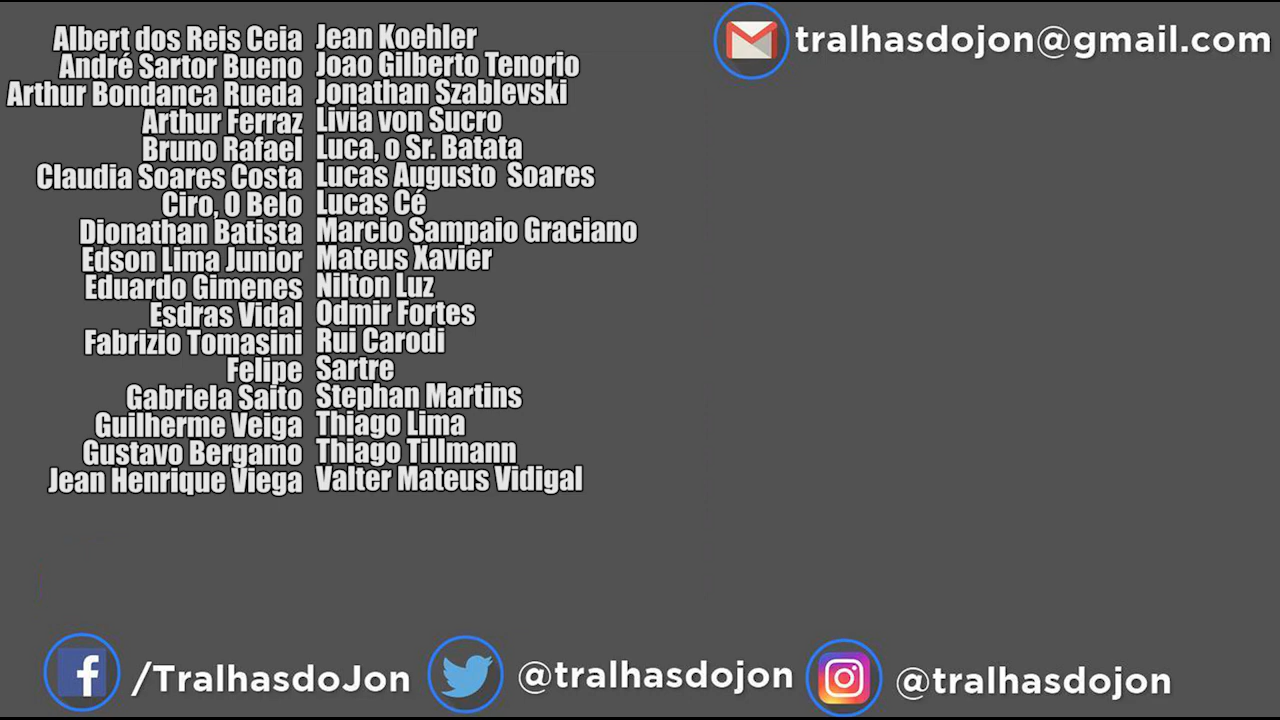 Albert dos Reis Ceia
André Sartor Bueno
Arthur Bondanca Rueda
Arthur Ferraz
Bruno Rafael
Claudia Soares Costa
Ciro, O Belo
Dionathan Batista
Edson Lima Junior
Eduardo Gimenes
Esdras Vidal
Fabrizio Tomasini
Felipe
Gabriela Saito
Guilherme Veiga
Gustavo Bergamo
Jean Henrique Viega
Jean Koehler
Joao Gilberto Tenorio
Jonathan Szablevski
Livia von Sucro
Luca, o Sr. Batata
Lucas Augusto Soares
Lucas Cé
Marcio Sampaio Graciano
Mateus Xavier
Nilton Luz
Odmir Fortes
Rui Carodi
Sartre
Stephan Martins
Thiago Lima
Thiago Tillmann
Valter Mateus Vidigal
tralhasdojon@gmail.com
/TralhasdoJon
@tralhasdojon
@tralhasdojon